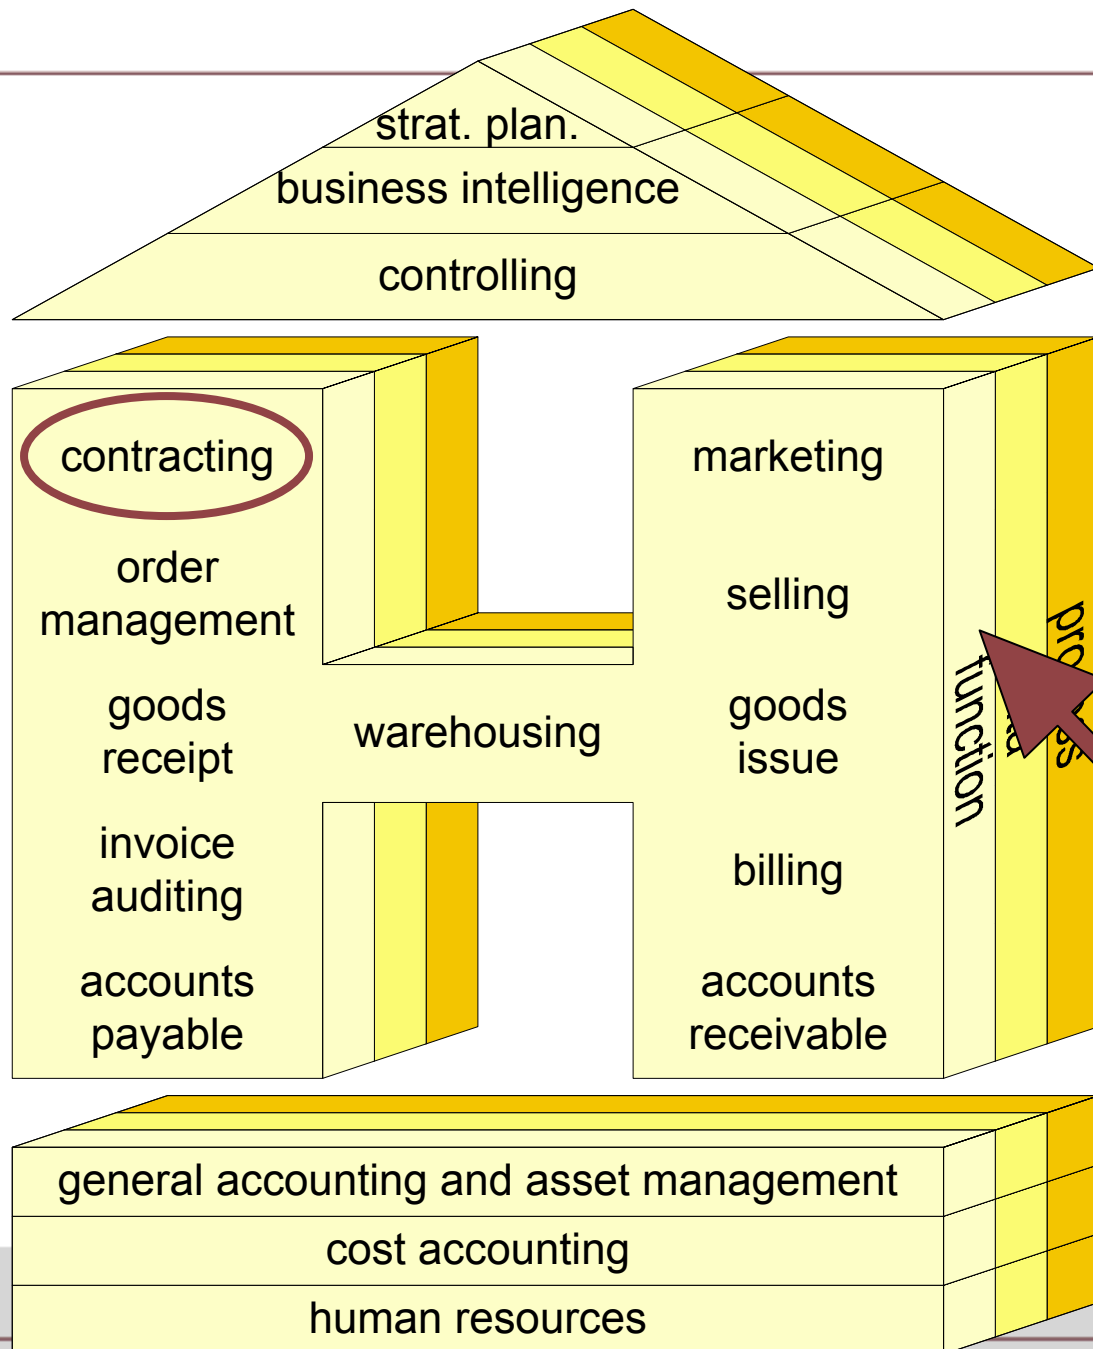 strat. plan.
business intelligence
controlling
contracting
order
management
goods
receipt
invoice
auditing
accounts
payable
warehousing
marketing
selling
goods
issue
billing
accounts
receivable
function
general accounting and asset management
cost accounting
human resources